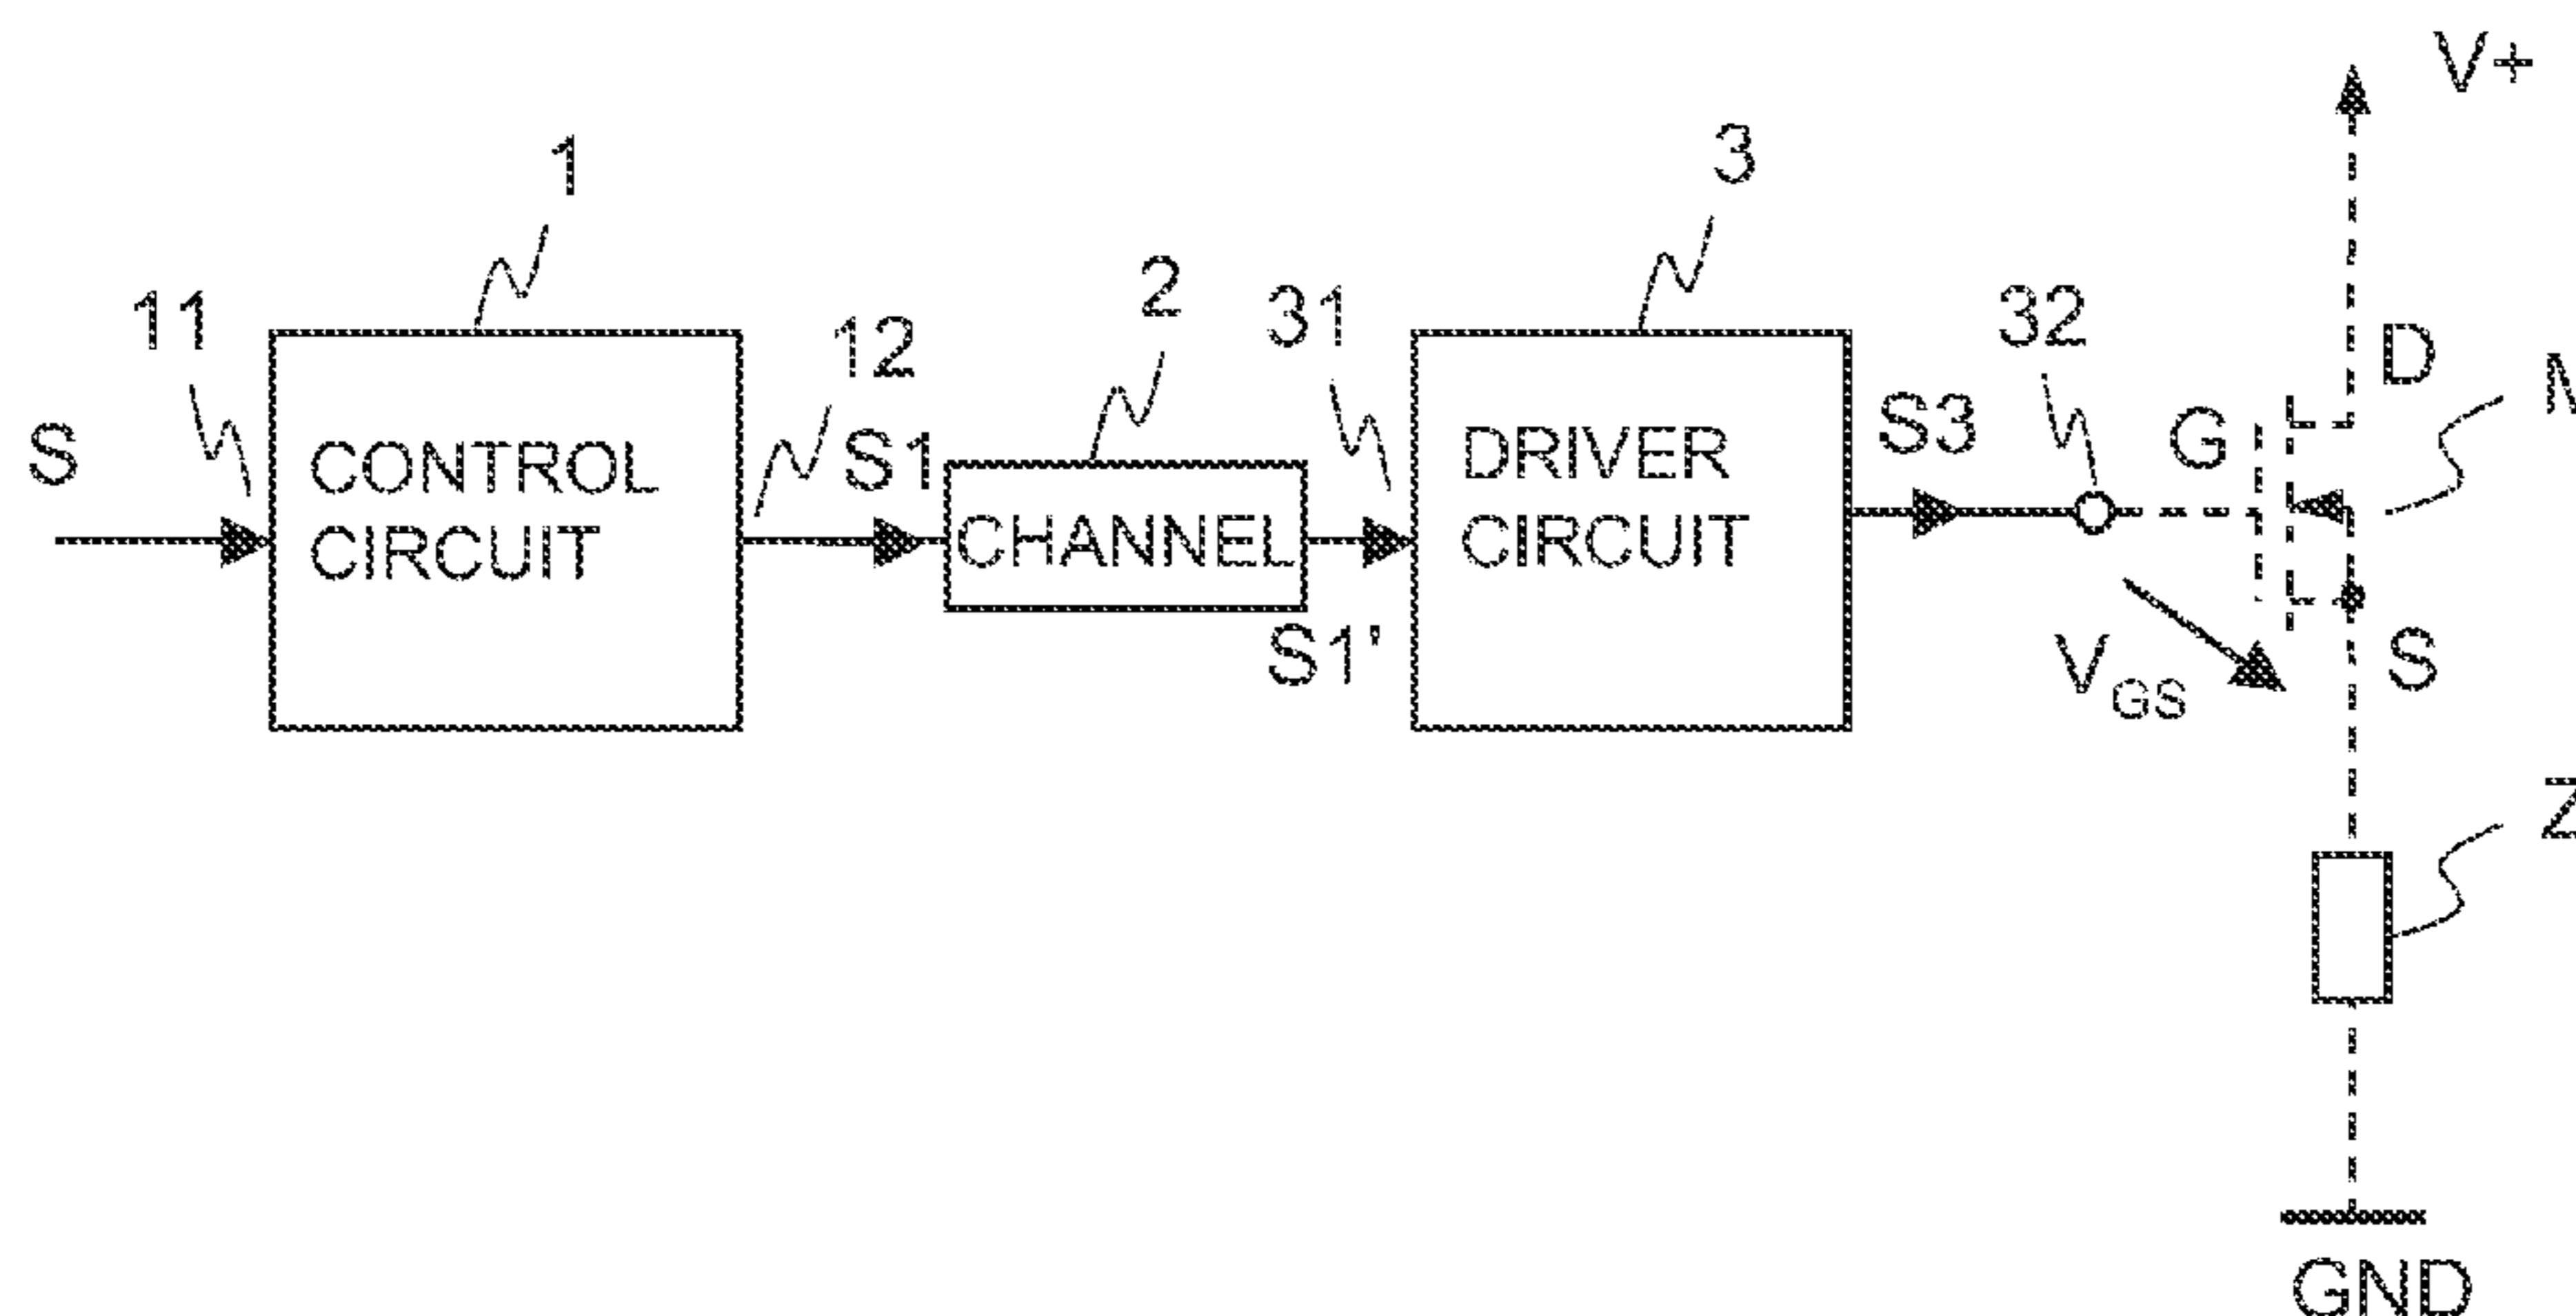 V+
1
3
2
11
12
31
32
D
M
S
CONTROL
CIRCUIT
S1
CHANNEL
DRIVER
CIRCUIT
S3
G
S1'
VGS
S
Z
GND